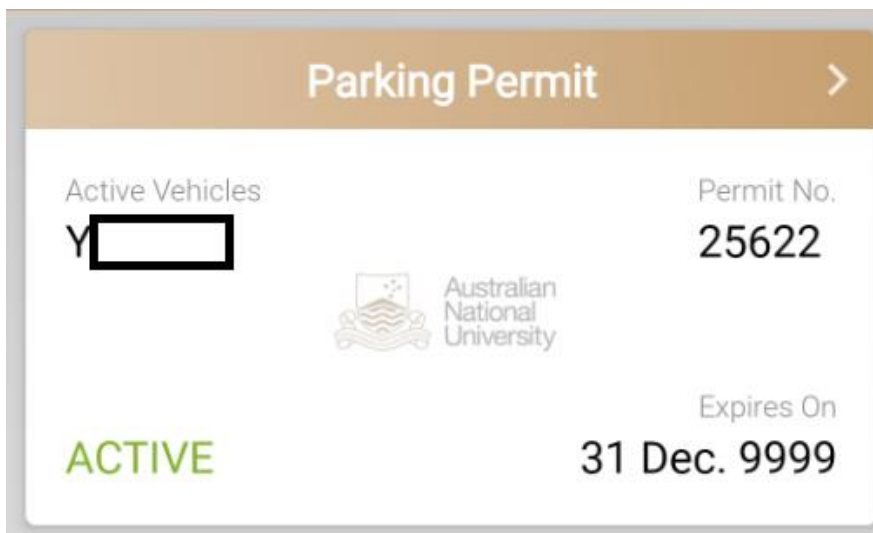 Parking Permit
Active Vehicles
Permit No.
Y
25622
Australian
National
University
Expires On
ACTIVE
31 Dec. 9999